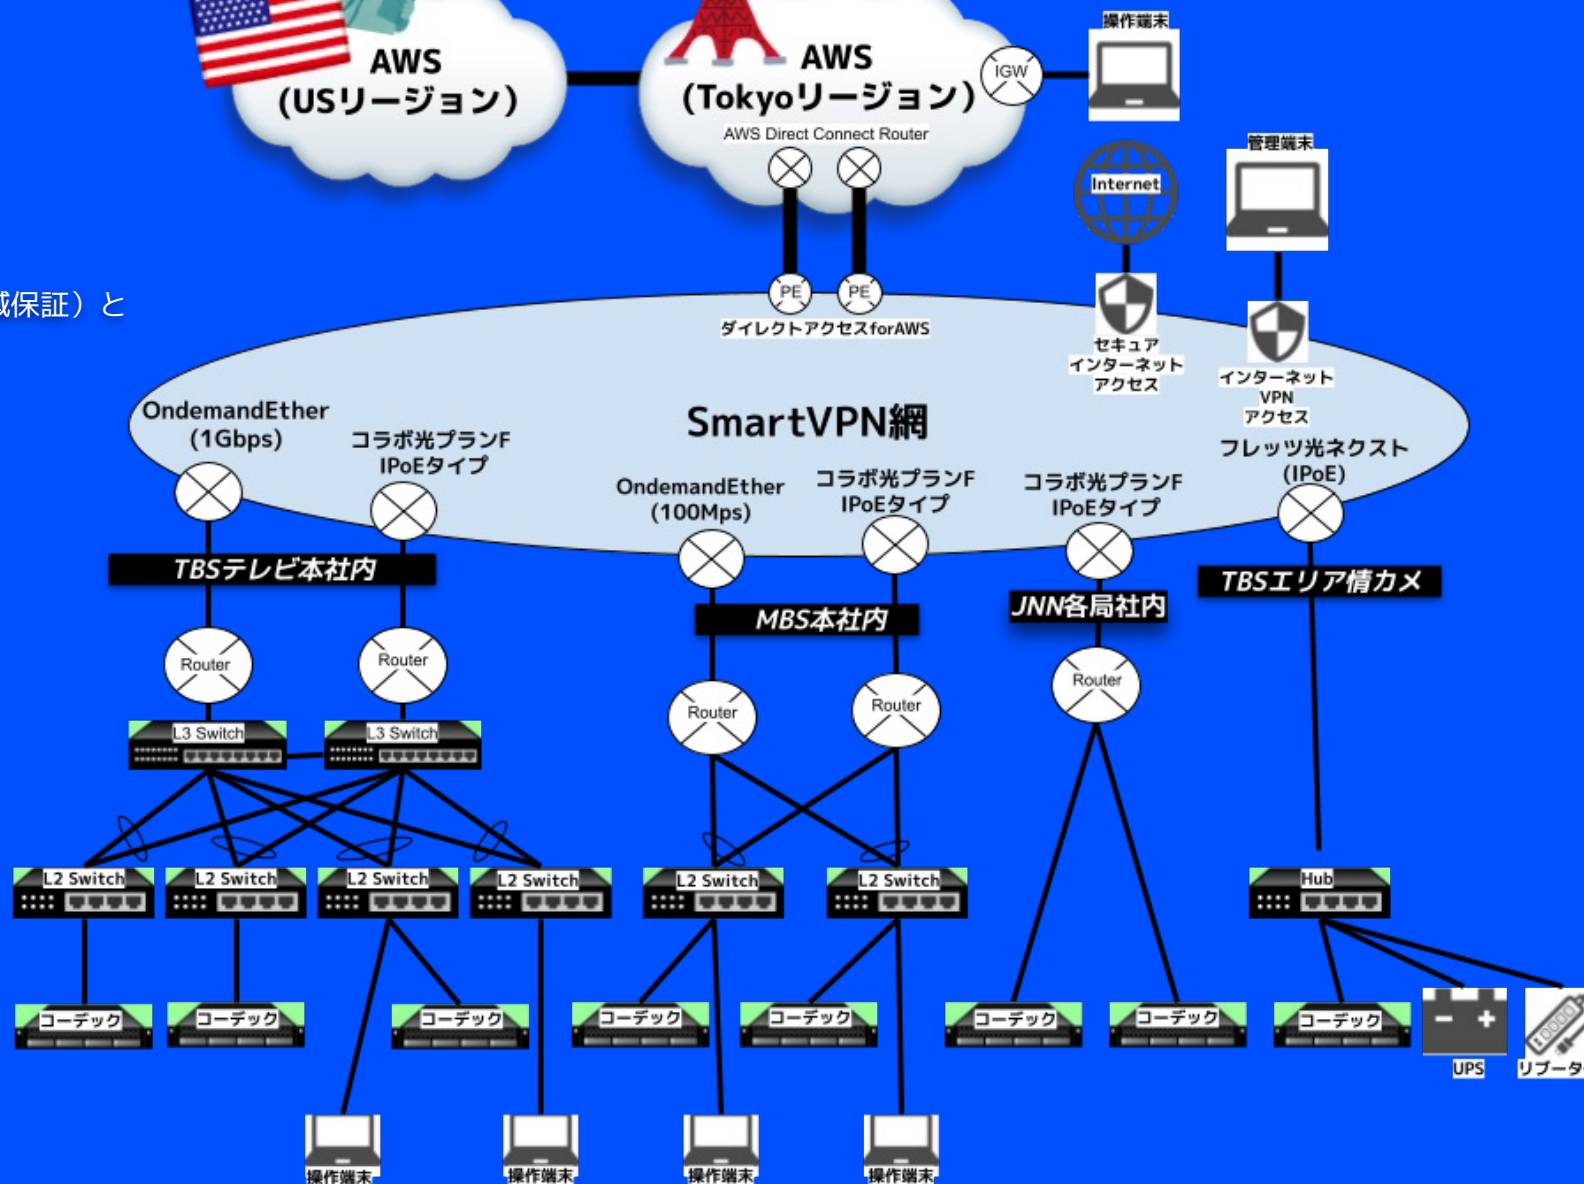 操作端末
AWS
(USリージョン)
AWS
(Tokyoリージョン)
IGW
AWS Direct Connect Router
Internet
管理端末
保証）と
PE
PE
ダイレクトアクセスforAWS
セキュア
インターネット
アクセス
インターネット
VPN
アクセス
SmartVPN網
OndemandEther
(1Gbps)
コラボ光プランF
IPoEタイプ
OndemandEther
(100Mps)
コラボ光プランF
IPoEタイプ
コラボ光プランF
IPoEタイプ
フレッツ光ネクスト
(IPoE)
TBSテレビ本社内
MBS本社内
JNN各局社内
TBSエリア情カメ
Router
Router
Router
Router
Router
L3 Switch
L3 Switch
L2 Switch
L2 Switch
L2 Switch
L2 Switch
L2 Switch
L2 Switch
Hub
コーデック
コーデック
コーデック
コーデック
コーデック
コーデック
コーデック
コーデック
UPS
リブータ
操作端末
操作端末
操作端末
操作端末